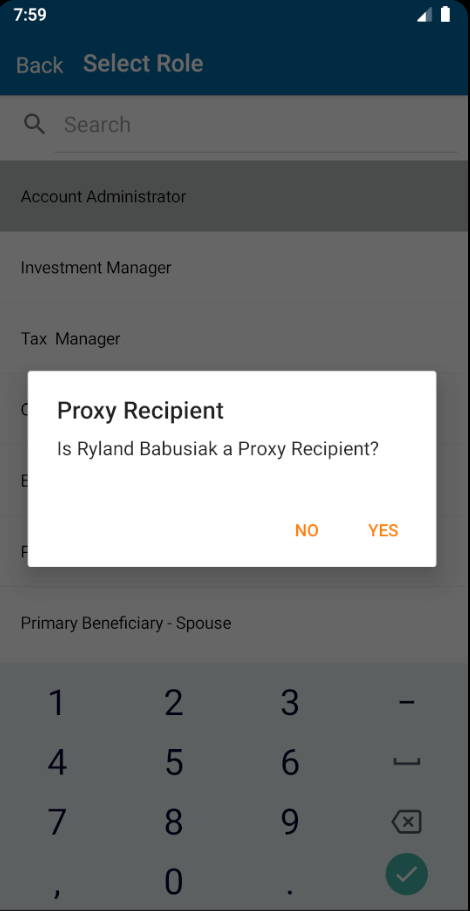 7:59
Back Select Role
Search
Account Administrator
Investment Manager
Tax Manager
Proxy Recipient
Is Ryland Babusiak a Proxy Recipient?
NO YES
Primary Beneficiary - Spouse
1 2 3 -
4 5 6
7 8 9
, 0 .